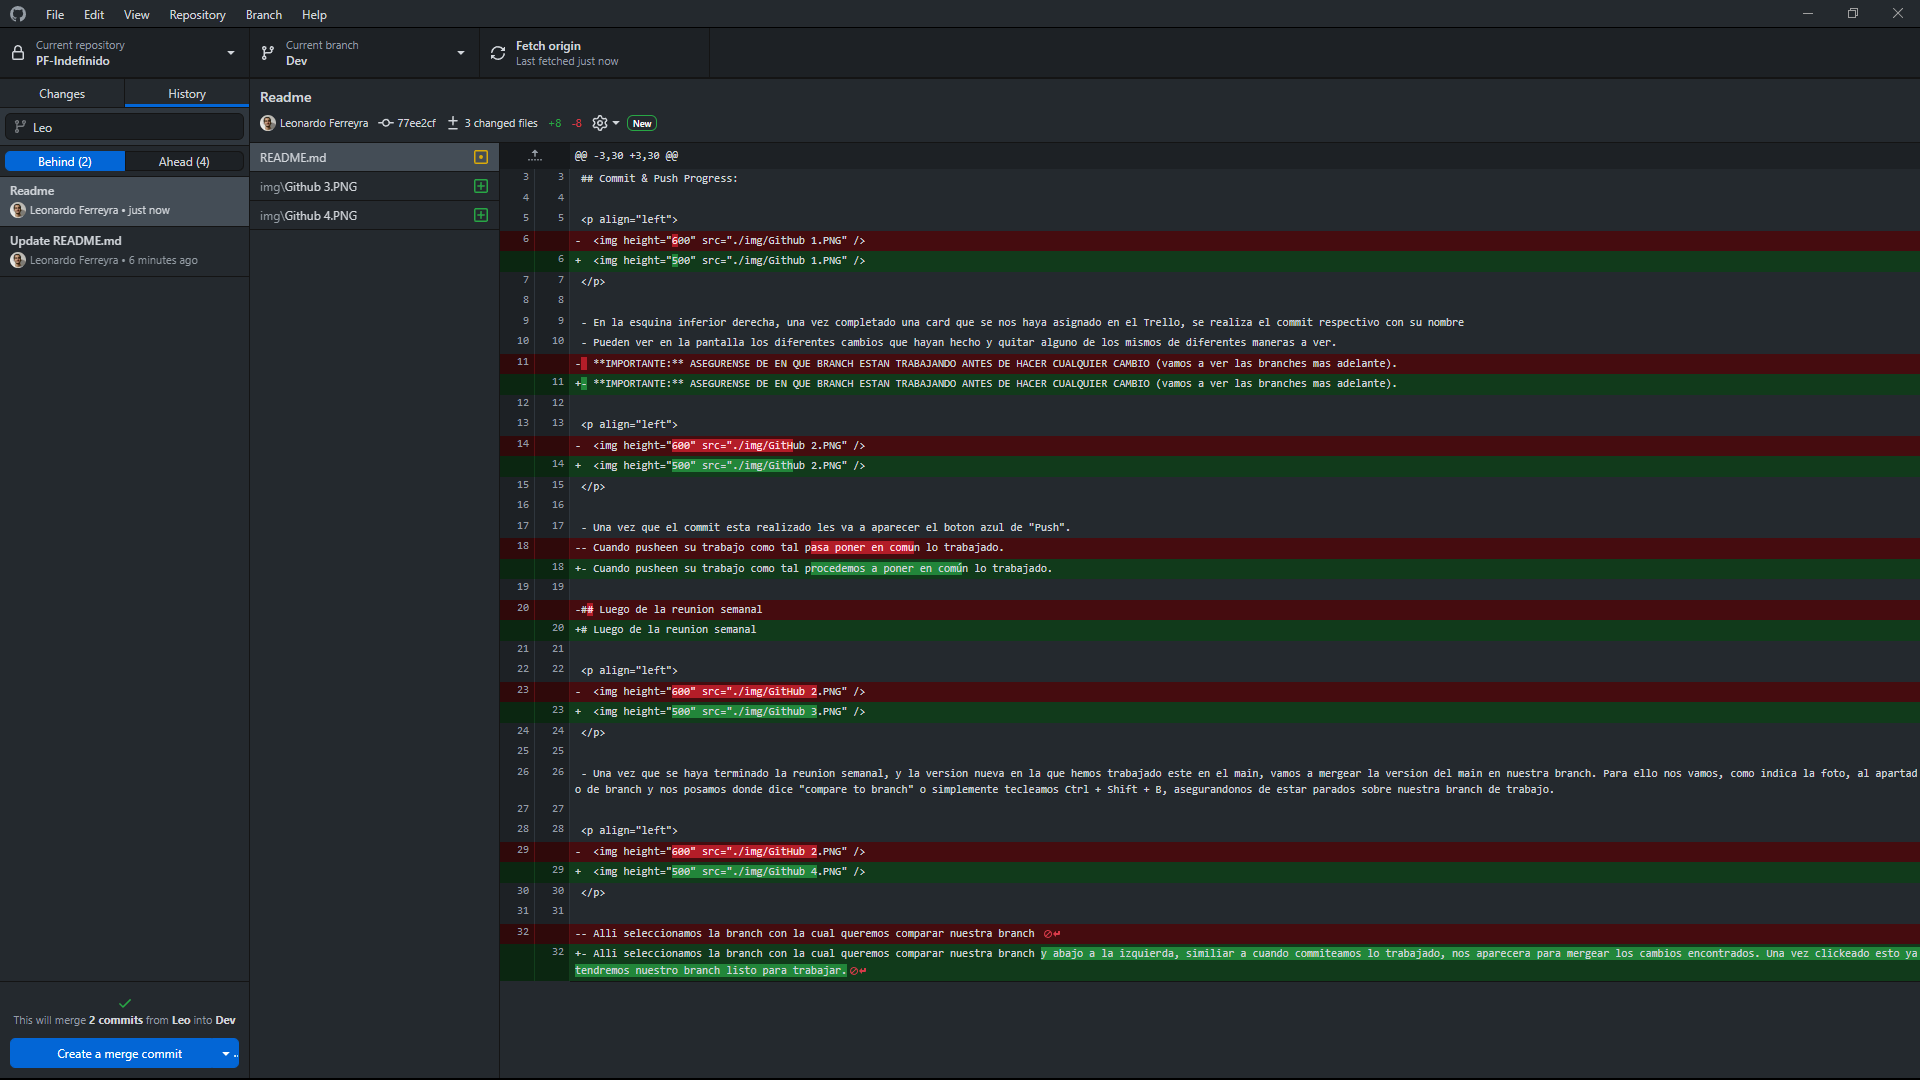 File Edit View Repository Branch Help
Current repository
PF-Indefinido
Current branch
Dev
Fetch origin
Last fetched just now
Changes
History
Leo
Behind (2)
Ahead (4)
Readme
Leonardo Ferreyra • just now
Update README.md
Leonardo Ferreyra • 6 minutes ago
This will merge 2 commits from Leo into Dev
Create a merge commit
Readme
Leonardo Ferreyra 77ee2cf 3 changed files +8 -8 New
README.md
img\Github 3.PNG
img\Github 4.PNG
@@ -3,30 +3,30 @@
3 3 ## Commit & Push Progress:
4 4
5 5 <p align="left">
6 - <img height="600" src="./img/Github 1.PNG" />
6 + <img height="500" src="./img/Github 1.PNG" />
7 7 </p>
8 8
9 9 - En la esquina inferior derecha, una vez completado una card que se nos haya asignado en el Trello, se realiza el commit respectivo con su nombre
10 10 - Pueden ver en la pantalla los diferentes cambios que hayan hecho y quitar alguno de los mismos de diferentes maneras a ver.
11 - **IMPORTANTE:** ASEGURENSE DE EN QUE BRANCH ESTAN TRABAJANDO ANTES DE HACER CUALQUIER CAMBIO (vamos a ver las branches mas adelante).
11 +- **IMPORTANTE:** ASEGURENSE DE EN QUE BRANCH ESTAN TRABAJANDO ANTES DE HACER CUALQUIER CAMBIO (vamos a ver las branches mas adelante).
12 12
13 13 <p align="left">
14 - <img height="600" src="./img/GitHub 2.PNG" />
14 + <img height="500" src="./img/Github 2.PNG" />
15 15 </p>
16 16
17 17 - Una vez que el commit esta realizado les va a aparecer el boton azul de "Push".
18 -- Cuando pusheen su trabajo como tal pasa poner en comun lo trabajado.
18 +- Cuando pusheen su trabajo como tal procedemos a poner en común lo trabajado.
19 19
20 -## Luego de la reunion semanal
20 +# Luego de la reunion semanal
21 21
22 22 <p align="left">
23 - <img height="600" src="./img/GitHub 2.PNG" />
23 + <img height="500" src="./img/Github 3.PNG" />
24 24 </p>
25 25
26 26 - Una vez que se haya terminado la reunion semanal, y la version nueva en la que hemos trabajado este en el main, vamos a mergear la version del main en nuestra branch. Para ello nos vamos, como indica la foto, al apartad
o de branch y nos posamos donde dice "compare to branch" o simplemente tecleamos Ctrl + Shift + B, asegurandonos de estar parados sobre nuestra branch de trabajo.
27 27
28 28 <p align="left">
29 - <img height="600" src="./img/GitHub 2.PNG" />
29 + <img height="500" src="./img/Github 4.PNG" />
30 30 </p>
31 31
32 -- Alli seleccionamos la branch con la cual queremos comparar nuestra branch
32 +- Alli seleccionamos la branch con la cual queremos comparar nuestra branch y abajo a la izquierda, similiar a cuando commiteamos lo trabajado, nos aparecera para mergear los cambios encontrados. Una vez clickeado esto ya
tendremos nuestro branch listo para trabajar.